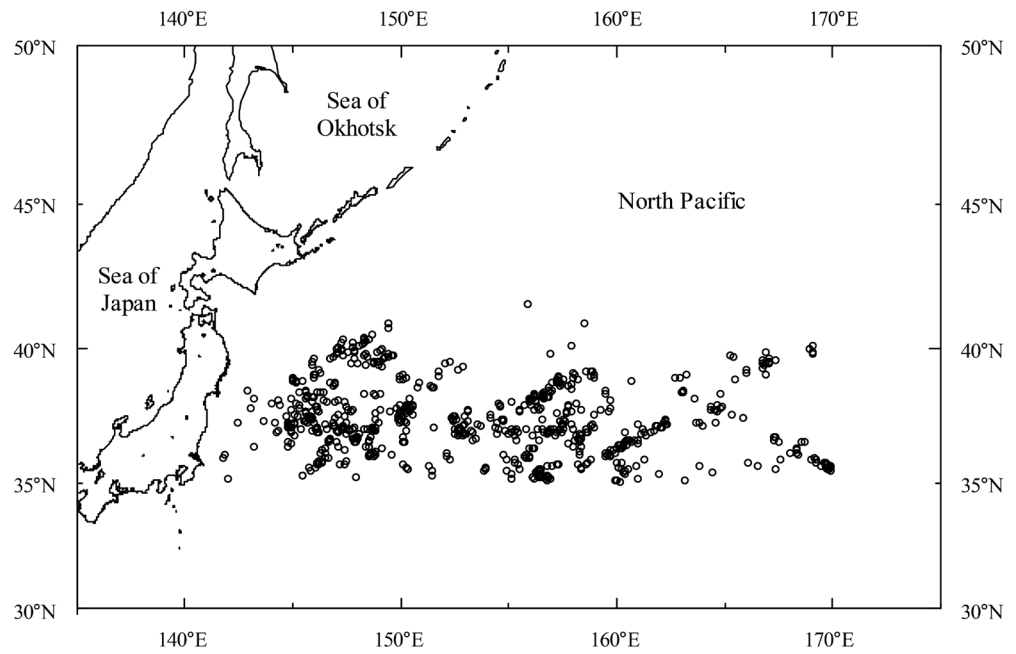 140°E 150°E 160°E 170°E
50°N 50°N
Sea of
Okhotsk
45°N North Pacific 45°N
Sea of
Japan
40°N 40°N
35°N 35°N
30°N 30°N
140°E 150°E 160°E 170°E